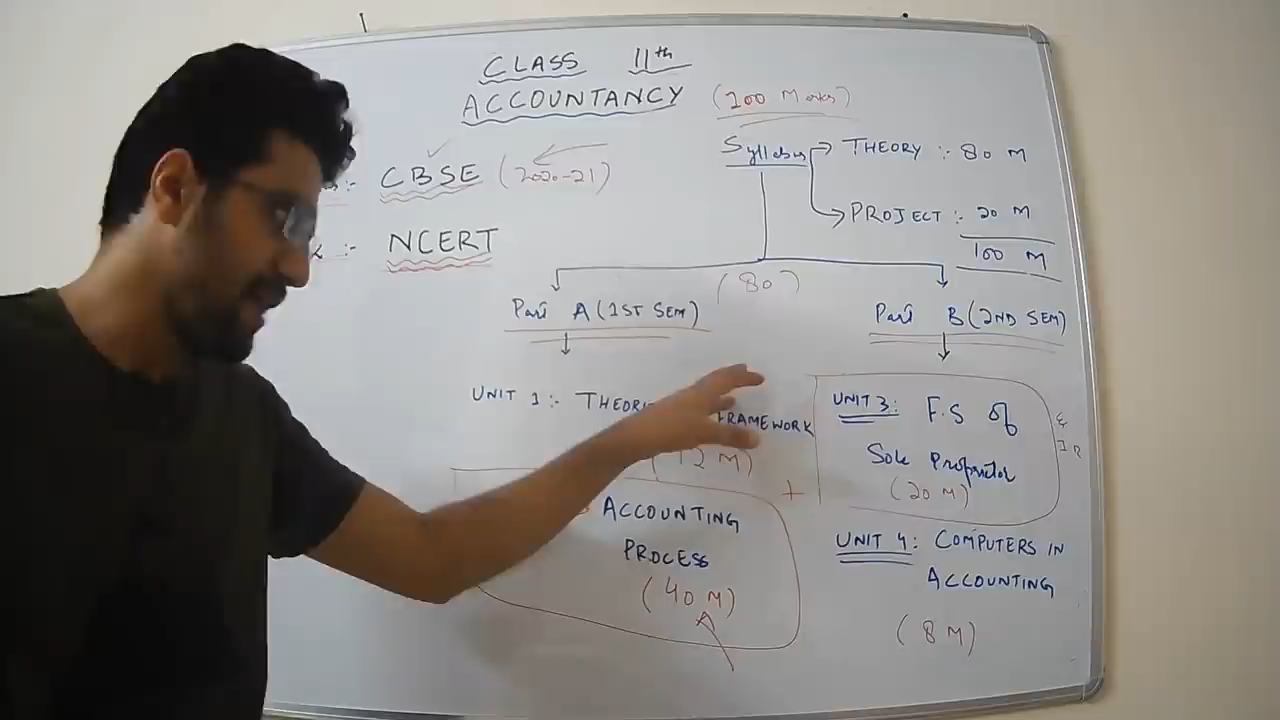 CLASS 11th
ACCOUNTANCY (100 Marks)
Syllabus → THEORY :- 80 M
:- CBSE (2020-21)
→ PROJECT :- 20 M
:- NCERT
100 M
(80)
Part A (1ST SEM)
Part B (2ND SEM)
UNIT 1 :- THEOR FRAMEWORK
(12 M)
UNIT 3: F.S of
Sole Proprietor
(20 M)
+
ACCOUNTING
PROCESS
(40 M)
UNIT 4: COMPUTERS IN
ACCOUNTING
(8 M)